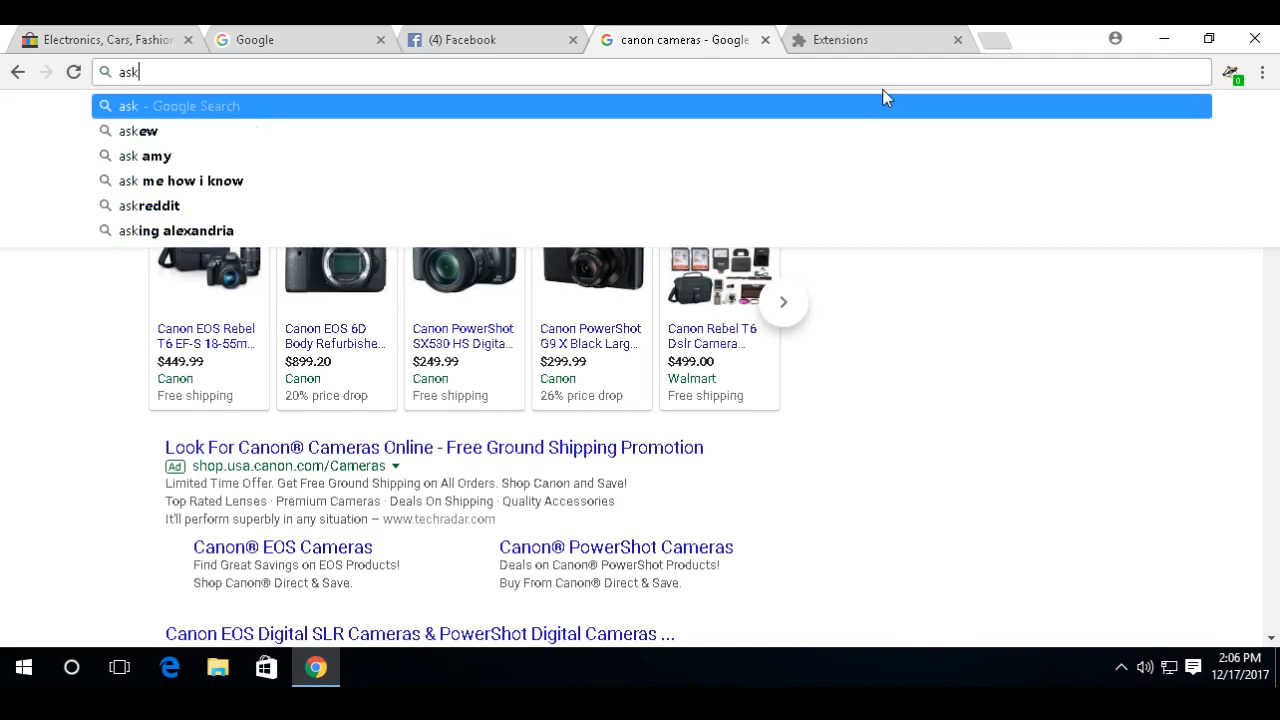 Electronics, Cars, Fashion
Google
(4) Facebook
canon cameras - Google
Extensions
ask
0
ask - Google Search
askew
ask amy
ask me how i know
askreddit
asking alexandria
Canon EOS Rebel T6 EF-S 18-55m...
$449.99
Canon
Free shipping
Canon EOS 6D Body Refurbishe...
$899.20
Canon
20% price drop
Canon PowerShot SX530 HS Digita...
$249.99
Canon
Free shipping
Canon PowerShot G9 X Black Larg...
$299.99
Canon
26% price drop
Canon Rebel T6 Dslr Camera...
$499.00
Walmart
Free shipping
Look For Canon® Cameras Online - Free Ground Shipping Promotion
Ad shop.usa.canon.com/Cameras
Limited Time Offer. Get Free Ground Shipping on All Orders. Shop Canon and Save!
Top Rated Lenses · Premium Cameras · Deals On Shipping · Quality Accessories
It'll perform superbly in any situation – www.techradar.com
Canon® EOS Cameras
Find Great Savings on EOS Products!
Shop Canon® Direct & Save.
Canon® PowerShot Cameras
Deals on Canon® PowerShot Products!
Buy From Canon® Direct & Save.
Canon EOS Digital SLR Cameras & PowerShot Digital Cameras ...
2:06 PM
12/17/2017